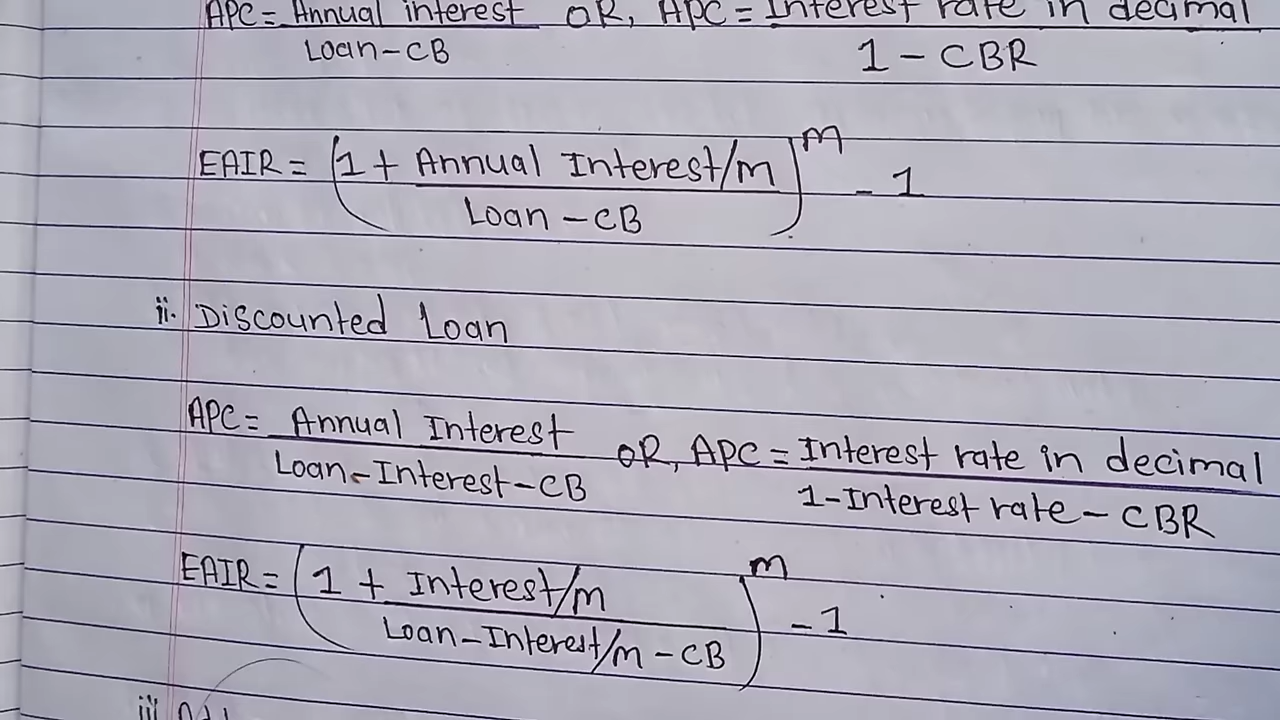 APC = Annual interest / Loan-CB OR, APC = Interest rate in decimal / 1 - CBR
EAIR = (1 + Annual Interest/m / Loan - CB)^m - 1
ii. Discounted Loan
APC = Annual Interest / Loan-Interest-CB OR, APC = Interest rate in decimal / 1-Interest rate - CBR
EAIR = (1 + Interest/m / Loan-Interest/m - CB)^m - 1
iii